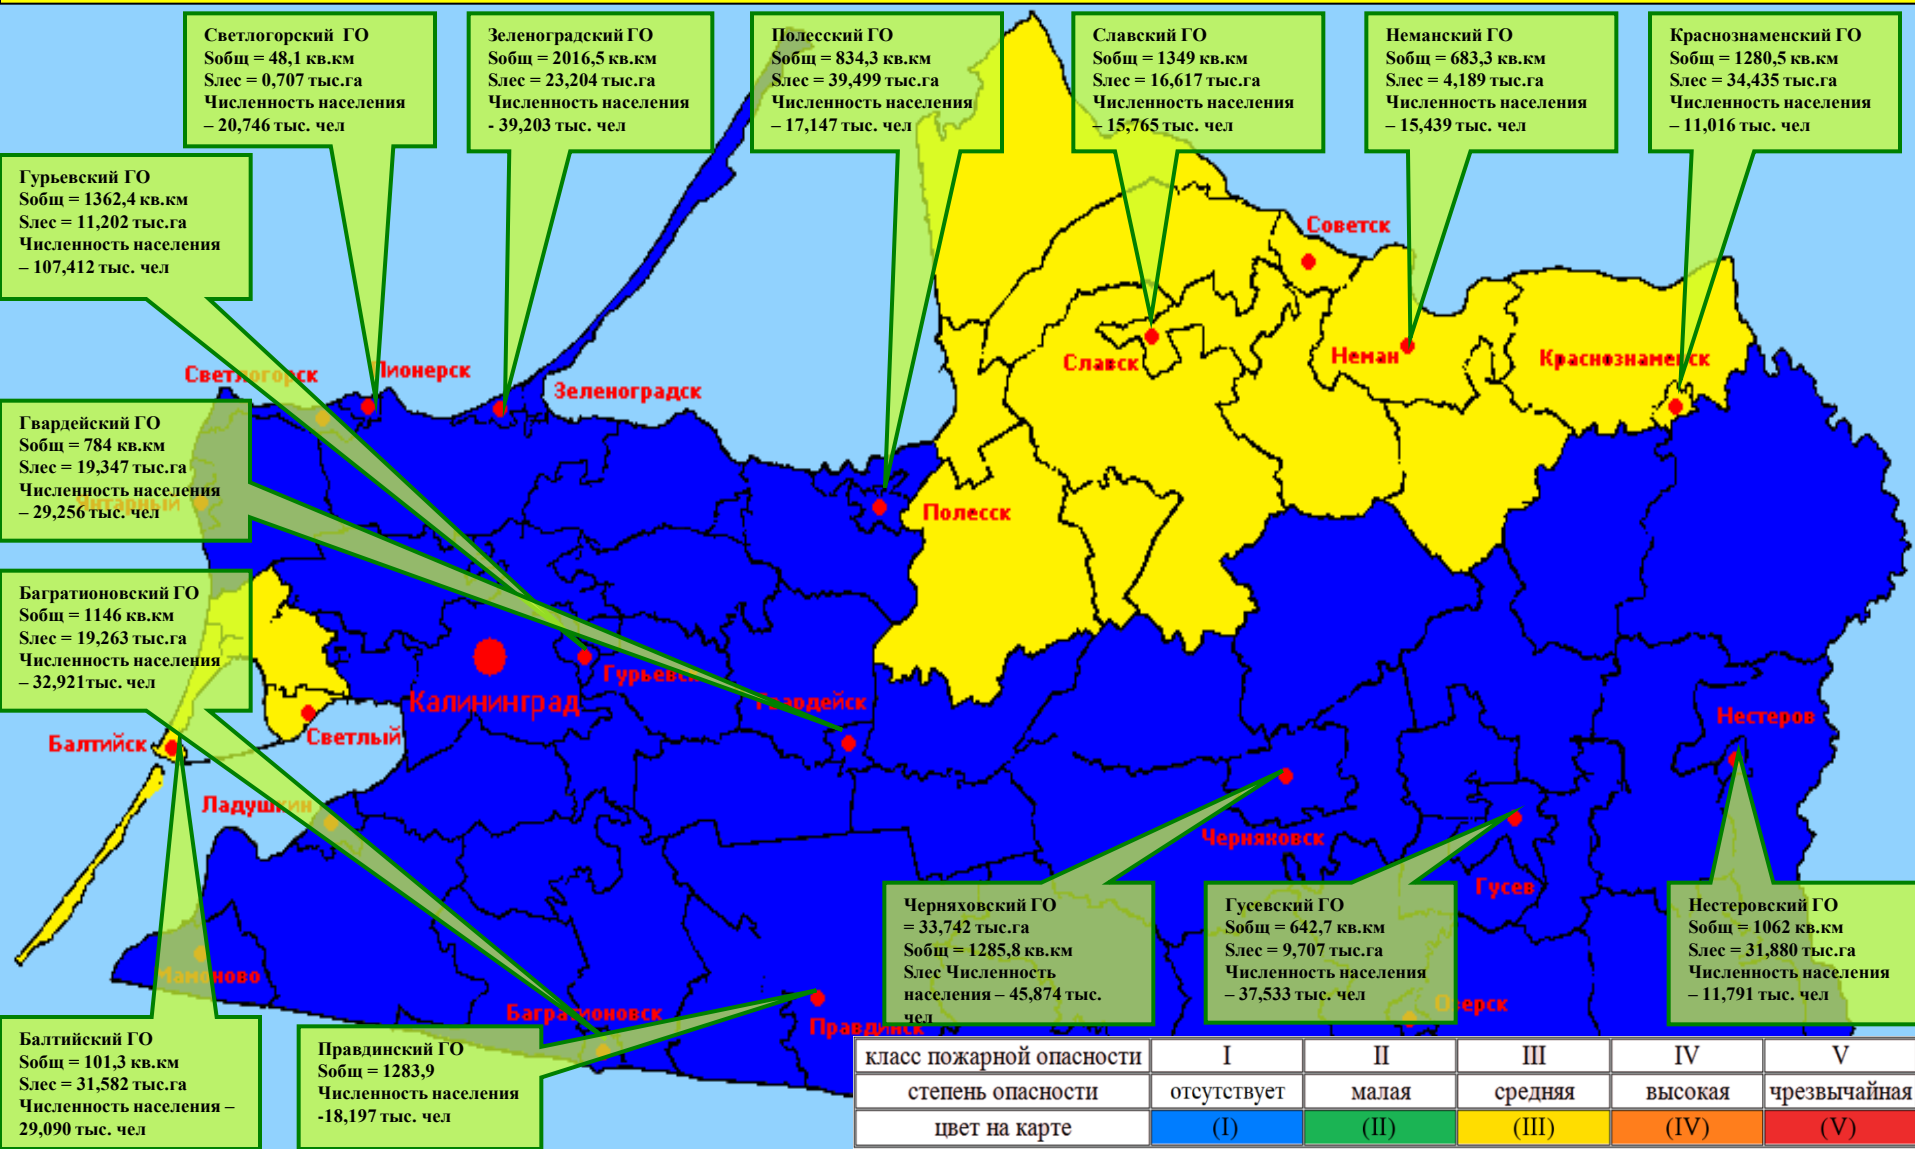 Светлогорский ГО
Sобщ = 48,1 кв.км
Sлес = 0,707 тыс.га
Численность населения
– 20,746 тыс. чел
Зеленоградский ГО
Sобщ = 2016,5 кв.км
Sлес = 23,204 тыс.га
Численность населения
- 39,203 тыс. чел
Полесский ГО
Sобщ = 834,3 кв.км
Sлес = 39,499 тыс.га
Численность населения
– 17,147 тыс. чел
Славский ГО
Sобщ = 1349 кв.км
Sлес = 16,617 тыс.га
Численность населения
– 15,765 тыс. чел
Неманский ГО
Sобщ = 683,3 кв.км
Sлес = 4,189 тыс.га
Численность населения
– 15,439 тыс. чел
Краснознаменский ГО
Sобщ = 1280,5 кв.км
Sлес = 34,435 тыс.га
Численность населения
– 11,016 тыс. чел
Гурьевский ГО
Sобщ = 1362,4 кв.км
Sлес = 11,202 тыс.га
Численность населения
– 107,412 тыс. чел
Советск
Славск
Неман
Краснознаменск
Светлогорск
Пионерск
Зеленоградск
Гвардейский ГО
Sобщ = 784 кв.км
Sлес = 19,347 тыс.га
Численность населения
– 29,256 тыс. чел
Янтарный
Полесск
Багратионовский ГО
Sобщ = 1146 кв.км
Sлес = 19,263 тыс.га
Численность населения
– 32,921тыс. чел
Гурьевск
Калининград
Гвардейск
Нестеров
Балтийск
Светлый
Ладушкин
Черняховск
Гусев
Черняховский ГО
= 33,742 тыс.га
Sобщ = 1285,8 кв.км
Sлес Численность
населения – 45,874 тыс.
чел
Гусевский ГО
Sобщ = 642,7 кв.км
Sлес = 9,707 тыс.га
Численность населения
– 37,533 тыс. чел
Нестеровский ГО
Sобщ = 1062 кв.км
Sлес = 31,880 тыс.га
Численность населения
– 11,791 тыс. чел
Мамоново
Багратионовск
Правдинск
Озерск
Балтийский ГО
Sобщ = 101,3 кв.км
Sлес = 31,582 тыс.га
Численность населения –
29,090 тыс. чел
Правдинский ГО
Sобщ = 1283,9
Численность населения
-18,197 тыс. чел
класс пожарной опасности I II III IV V
степень опасности отсутствует малая средняя высокая чрезвычайная
цвет на карте (I) (II) (III) (IV) (V)